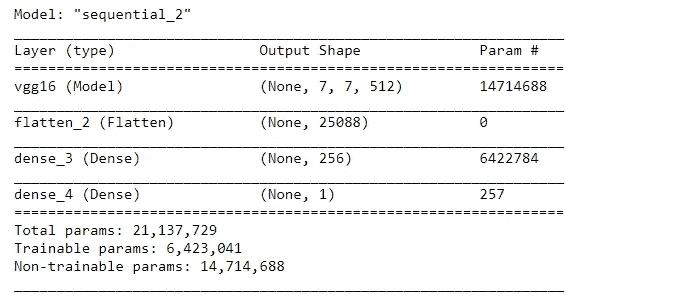 Model: "sequential_2"
Layer (type) Output Shape Param #
vgg16 (Model) (None, 7, 7, 512) 14714688
flatten_2 (Flatten) (None, 25088) 0
dense_3 (Dense) (None, 256) 6422784
dense_4 (Dense) (None, 1) 257
Total params: 21,137,729
Trainable params: 6,423,041
Non-trainable params: 14,714,688